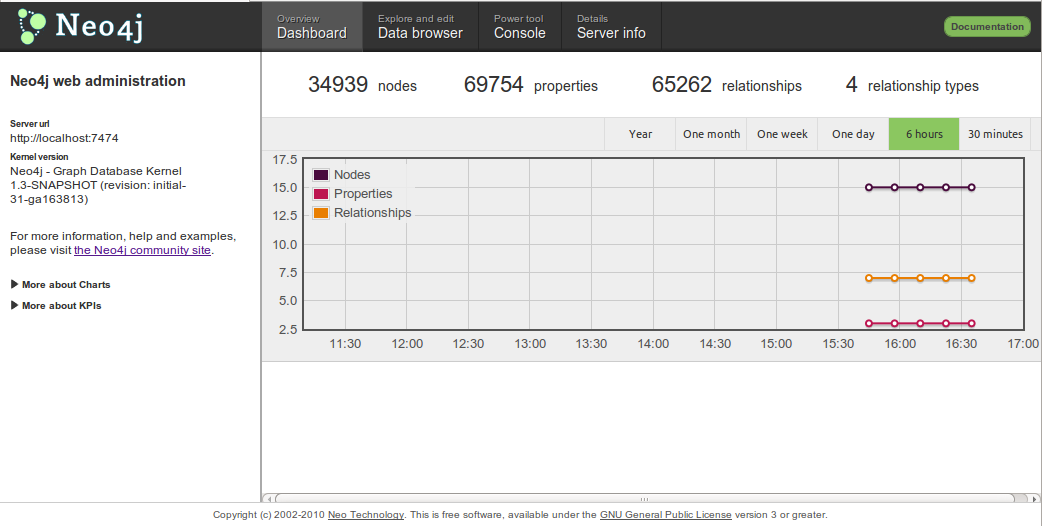 Neo4j
Overview
Dashboard
Explore and edit
Data browser
Power tool
Console
Details
Server info
Documentation
Neo4j web administration
Server url
http://localhost:7474
Kernel version
Neo4j - Graph Database Kernel
1.3-SNAPSHOT (revision: initial-
31-ga163813)
For more information, help and examples,
please visit the Neo4j community site.
More about Charts
More about KPIs
34939 nodes 69754 properties 65262 relationships 4 relationship types
Year One month One week One day 6 hours 30 minutes
17.5
15.0
12.5
10.0
7.5
5.0
2.5
Nodes
Properties
Relationships
11:30 12:00 12:30 13:00 13:30 14:00 14:30 15:00 15:30 16:00 16:30 17:00
Copyright (c) 2002-2010 Neo Technology. This is free software, available under the GNU General Public License version 3 or greater.